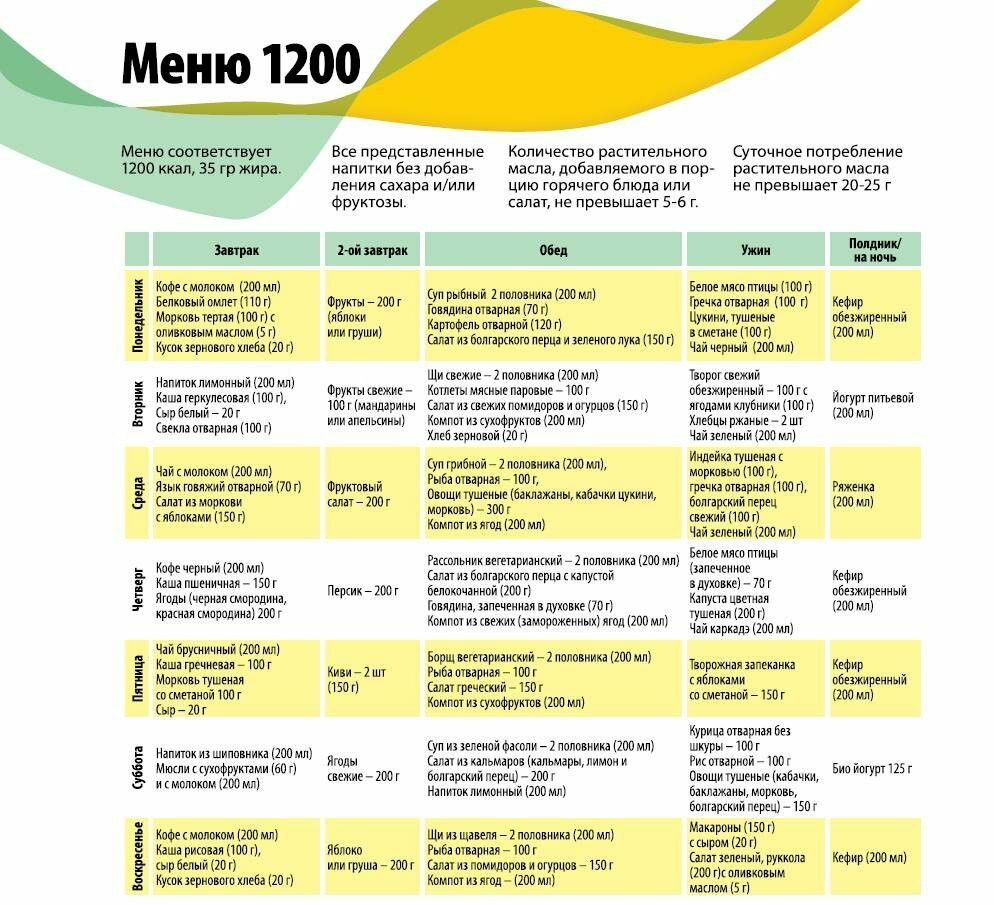 Меню 1200
Меню соответствует
1200 ккал, 35 гр жира.
Все представленные
напитки без добав-
ления сахара и/или
фруктозы.
Количество растительного
масла, добавляемого в пор-
цию горячего блюда или
салат, не превышает 5-6 г.
Суточное потребление
растительного масла
не превышает 20-25 г
Завтрак
2-ой завтрак
Обед
Ужин
Полдник/
на ночь
Понедельник
Кофе с молоком (200 мл)
Белковый омлет (110 г)
Морковь тертая (100 г) с
оливковым маслом (5 г)
Кусок зернового хлеба (20 г)
Фрукты – 200 г
(яблоки
или груши)
Суп рыбный 2 половника (200 мл)
Говядина отварная (70 г)
Картофель отварной (120 г)
Салат из болгарского перца и зеленого лука (150 г)
Белое мясо птицы (100 г)
Гречка отварная (100 г)
Цукини, тушеные
в сметане (100 г)
Чай черный (200 мл)
Кефир
обезжиренный
(200 мл)
Вторник
Напиток лимонный (200 мл)
Каша геркулесовая (100 г),
Сыр белый – 20 г
Свекла отварная (100 г)
Фрукты свежие –
100 г (мандарины
или апельсины)
Щи свежие – 2 половника (200 мл)
Котлеты мясные паровые – 100 г
Салат из свежих помидоров и огурцов (150 г)
Компот из сухофруктов (200 мл)
Хлеб зерновой (20 г)
Творог свежий
обезжиренный – 100 г с
ягодами клубники (100 г)
Хлебцы ржаные – 2 шт
Чай зеленый (200 мл)
Йогурт питьевой
(200 мл)
Среда
Чай с молоком (200 мл)
Язык говяжий отварной (70 г)
Салат из моркови
с яблоками (150 г)
Фруктовый
салат – 200 г
Суп грибной – 2 половника (200 мл),
Рыба отварная – 100 г,
Овощи тушеные (баклажаны, кабачки цукини,
морковь) – 300 г
Компот из ягод (200 мл)
Индейка тушеная с
морковью (100 г),
гречка отварная (100 г),
болгарский перец
свежий (100 г)
Чай зеленый (200 мл)
Ряженка
(200 мл)
Четверг
Кофе черный (200 мл)
Каша пшеничная – 150 г
Ягоды (черная смородина,
красная смородина) 200 г
Персик – 200 г
Рассольник вегетарианский – 2 половника (200 мл)
Салат из болгарского перца с капустой
белокочанной (200 г)
Говядина, запеченная в духовке (70 г)
Компот из свежих (замороженных) ягод (200 мл)
Белое мясо птицы
(запеченное
в духовке) – 70 г
Капуста цветная
тушеная (200 г)
Чай каркадэ (200 мл)
Кефир
обезжиренный
(200 мл)
Пятница
Чай брусничный (200 мл)
Каша гречневая – 100 г
Морковь тушеная
со сметаной 100 г
Сыр – 20 г
Киви – 2 шт
(150 г)
Борщ вегетарианский – 2 половника (200 мл)
Рыба отварная – 100 г
Салат греческий – 150 г
Компот из сухофруктов (200 мл)
Творожная запеканка
с яблоками
со сметаной – 150 г
Кефир
обезжиренный
(200 мл)
Суббота
Напиток из шиповника (200 мл)
Мюсли с сухофруктами (60 г)
и с молоком (200 мл)
Ягоды
свежие – 200 г
Суп из зеленой фасоли – 2 половника (200 мл)
Салат из кальмаров (кальмары, лимон и
болгарский перец) – 200 г
Напиток лимонный (200 мл)
Курица отварная без
шкуры – 100 г
Рис отварной – 100 г
Овощи тушеные (кабачки,
баклажаны, морковь,
болгарский перец) – 150 г
Био йогурт 125 г
Воскресенье
Кофе с молоком (200 мл)
Каша рисовая (100 г),
сыр белый (20 г)
Кусок зернового хлеба (20 г)
Яблоко
или груша – 200 г
Щи из щавеля – 2 половника (200 мл)
Рыба отварная – 100 г
Салат из помидоров и огурцов – 150 г
Компот из ягод – (200 мл)
Макароны (150 г)
с сыром (20 г)
Салат зеленый, руккола
(200 г)с оливковым
маслом (5 г)
Кефир (200 мл)